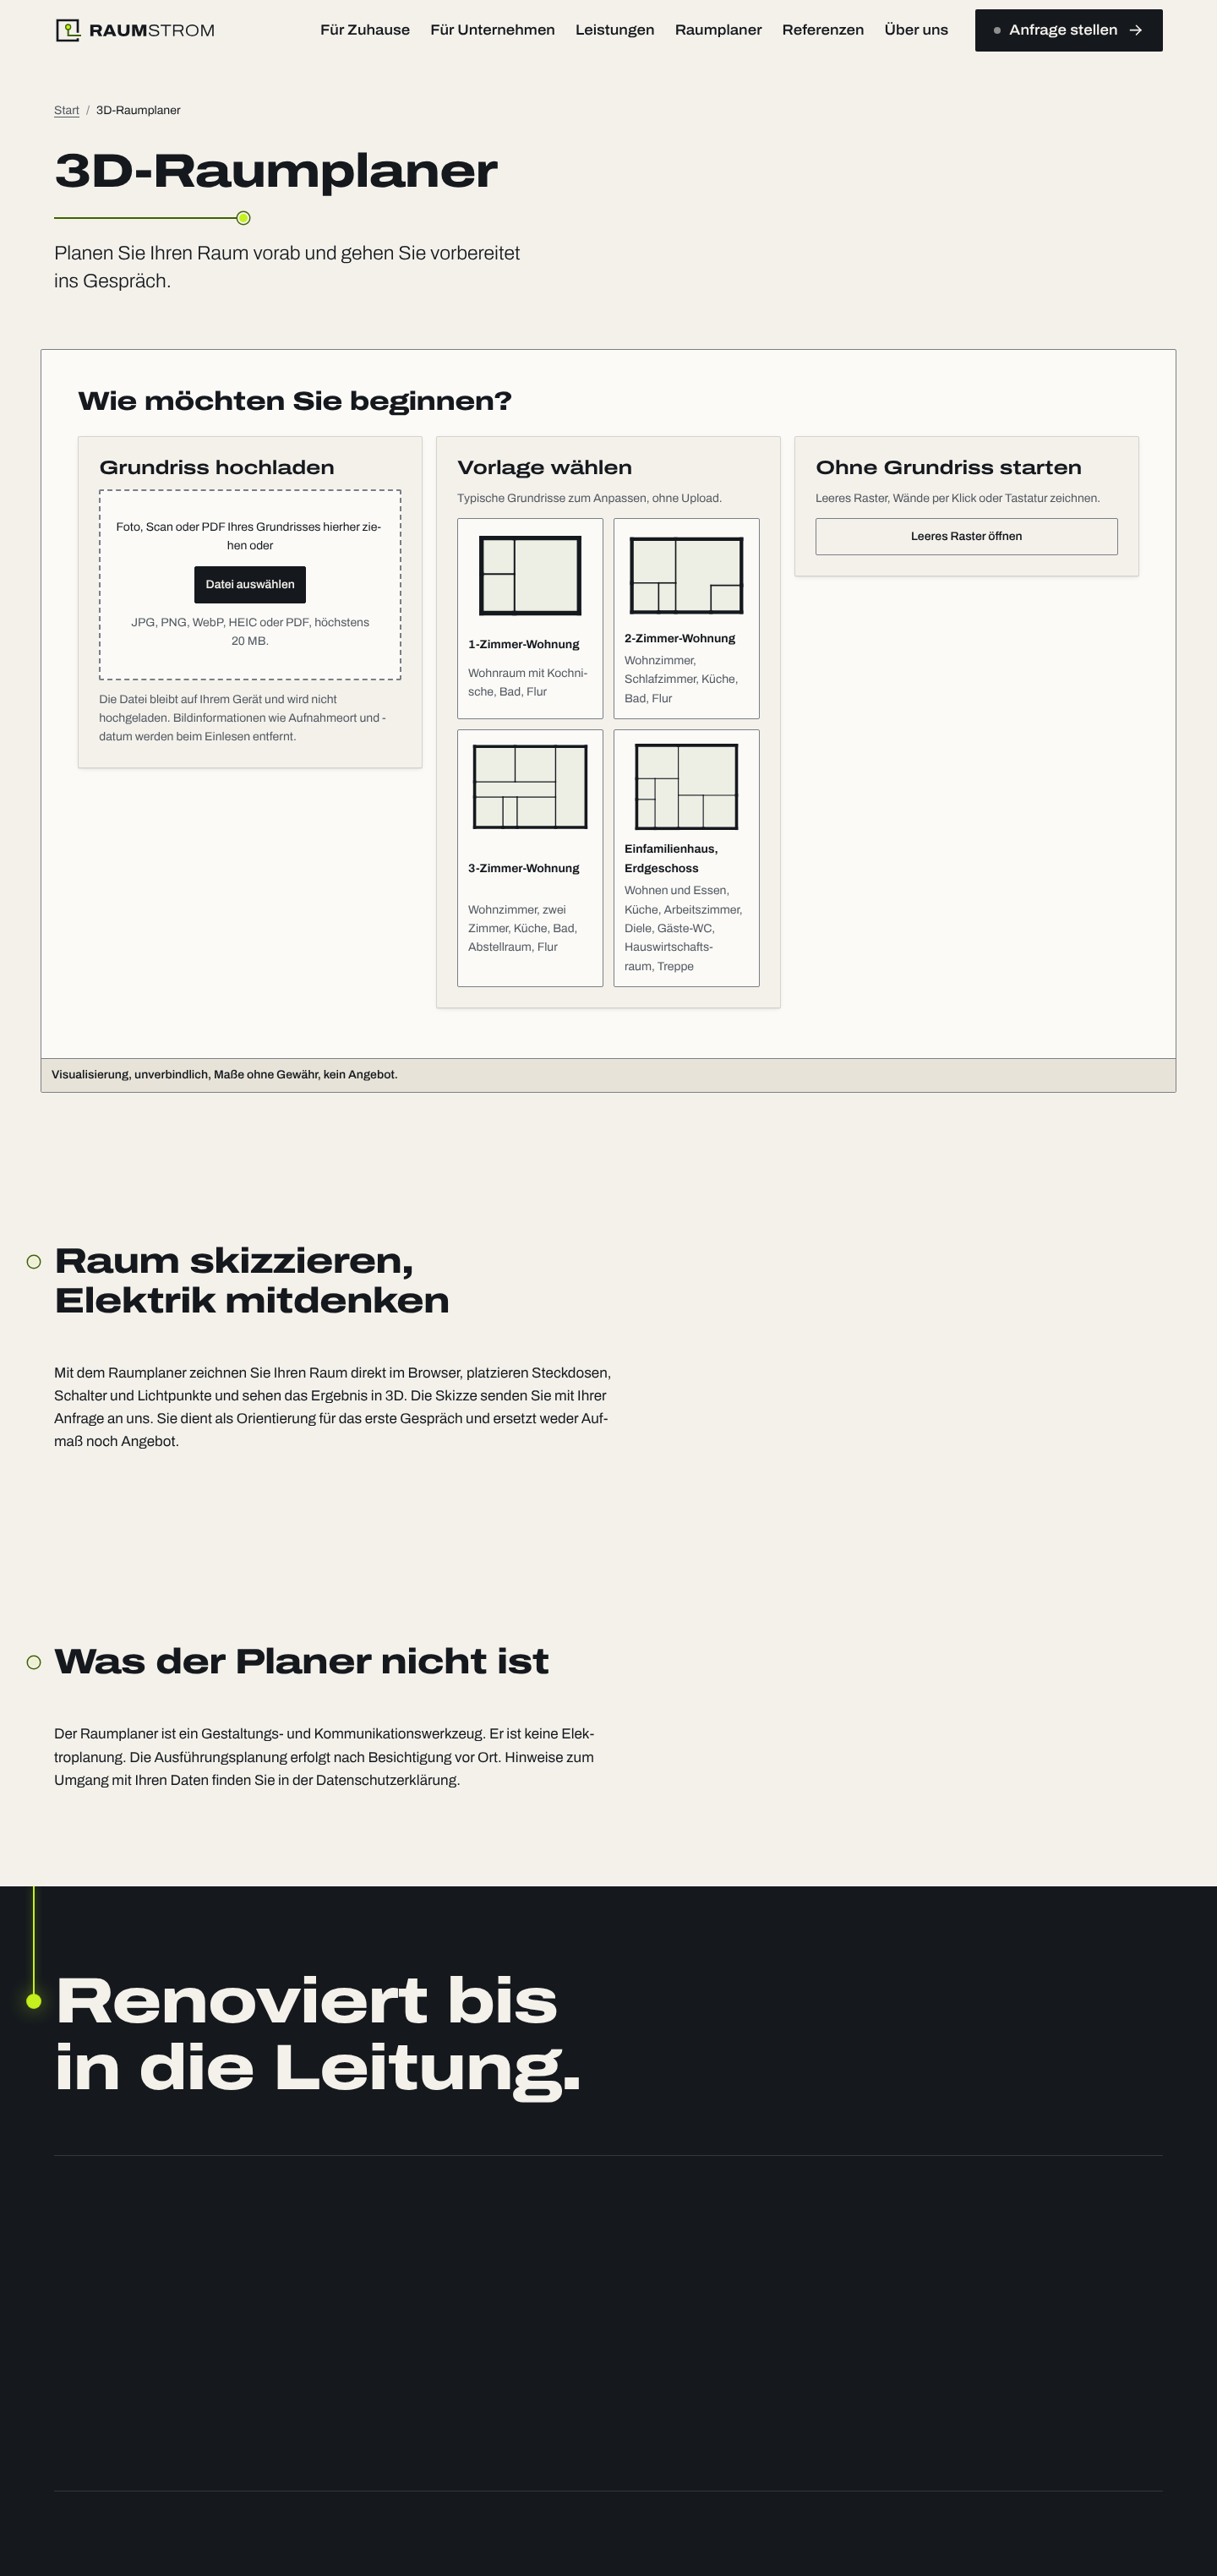 RAUMSTROM
Für Zuhause
Für Unternehmen
Leistungen
Raumplaner
Referenzen
Über uns
Anfrage stellen
Start / 3D-Raumplaner
3D-Raumplaner
Planen Sie Ihren Raum vorab und gehen Sie vorbereitet
ins Gespräch.
Wie möchten Sie beginnen?
Grundriss hochladen
Foto, Scan oder PDF Ihres Grundrisses hierher zie-
hen oder
Datei auswählen
JPG, PNG, WebP, HEIC oder PDF, höchstens
20 MB.
Die Datei bleibt auf Ihrem Gerät und wird nicht
hochgeladen. Bildinformationen wie Aufnahmeort und -
datum werden beim Einlesen entfernt.
Vorlage wählen
Typische Grundrisse zum Anpassen, ohne Upload.
1-Zimmer-Wohnung
Wohnraum mit Kochni-
sche, Bad, Flur
2-Zimmer-Wohnung
Wohnzimmer,
Schlafzimmer, Küche,
Bad, Flur
3-Zimmer-Wohnung
Wohnzimmer, zwei
Zimmer, Küche, Bad,
Abstellraum, Flur
Einfamilienhaus,
Erdgeschoss
Wohnen und Essen,
Küche, Arbeitszimmer,
Diele, Gäste-WC,
Hauswirtschafts-
raum, Treppe
Ohne Grundriss starten
Leeres Raster, Wände per Klick oder Tastatur zeichnen.
Leeres Raster öffnen
Visualisierung, unverbindlich, Maße ohne Gewähr, kein Angebot.
Raum skizzieren,
Elektrik mitdenken
Mit dem Raumplaner zeichnen Sie Ihren Raum direkt im Browser, platzieren Steckdosen,
Schalter und Lichtpunkte und sehen das Ergebnis in 3D. Die Skizze senden Sie mit Ihrer
Anfrage an uns. Sie dient als Orientierung für das erste Gespräch und ersetzt weder Auf-
maß noch Angebot.
Was der Planer nicht ist
Der Raumplaner ist ein Gestaltungs- und Kommunikationswerkzeug. Er ist keine Elek-
troplanung. Die Ausführungsplanung erfolgt nach Besichtigung vor Ort. Hinweise zum
Umgang mit Ihren Daten finden Sie in der Datenschutzerklärung.
Renoviert bis
in die Leitung.